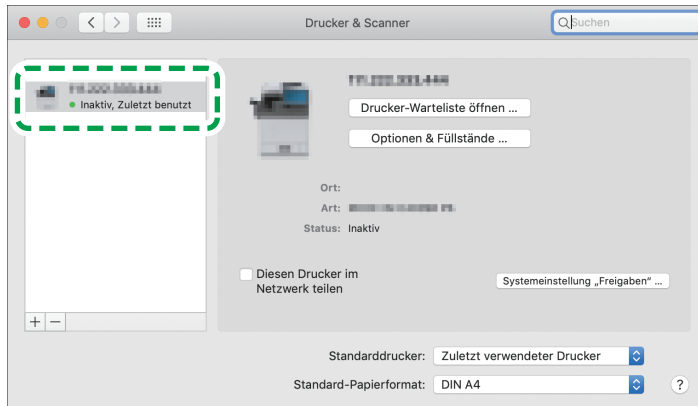 Drucker & Scanner
Suchen
Inaktiv, Zuletzt benutzt
Drucker-Warteliste öffnen ...
Optionen & Füllstände ...
Ort:
Art:
Status: Inaktiv
Diesen Drucker im
Netzwerk teilen
Systemeinstellung „Freigaben“ ...
Standarddrucker: Zuletzt verwendeter Drucker
Standard-Papierformat: DIN A4
?